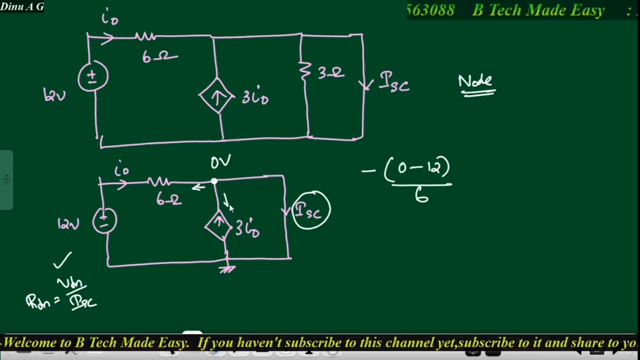 Dinu A G
563088 B Tech Made Easy : :
i₀
6Ω
12V
3i₀
3Ω
Isc
Node
i₀
0V
6Ω
12V
3i₀
Isc
- (0-12)
6
Rth = Vth
Isc
-Welcome to B Tech Made Easy. If you haven't subscribe to this channel yet,subscribe to it and share to yo